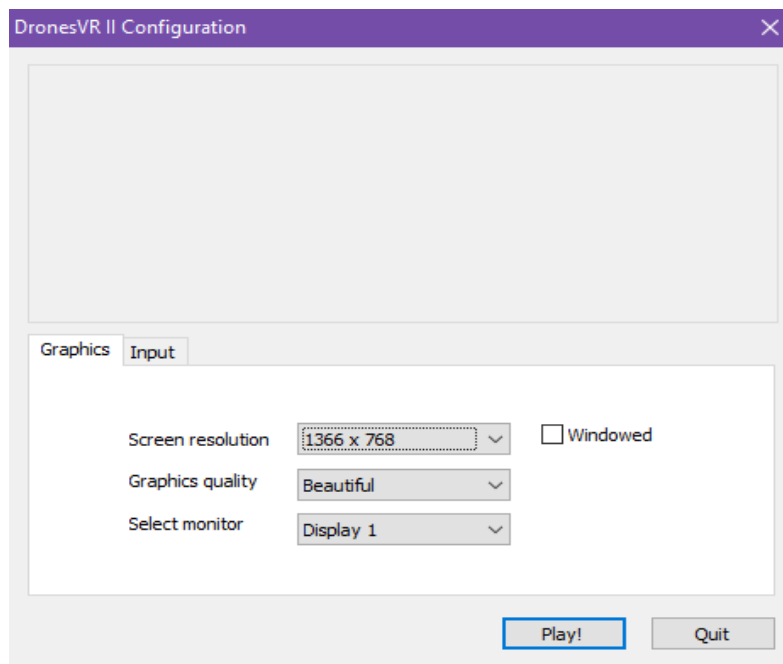 DronesVR II Configuration
Graphics Input
Screen resolution 1366 x 768 Windowed
Graphics quality Beautiful
Select monitor Display 1
Play! Quit